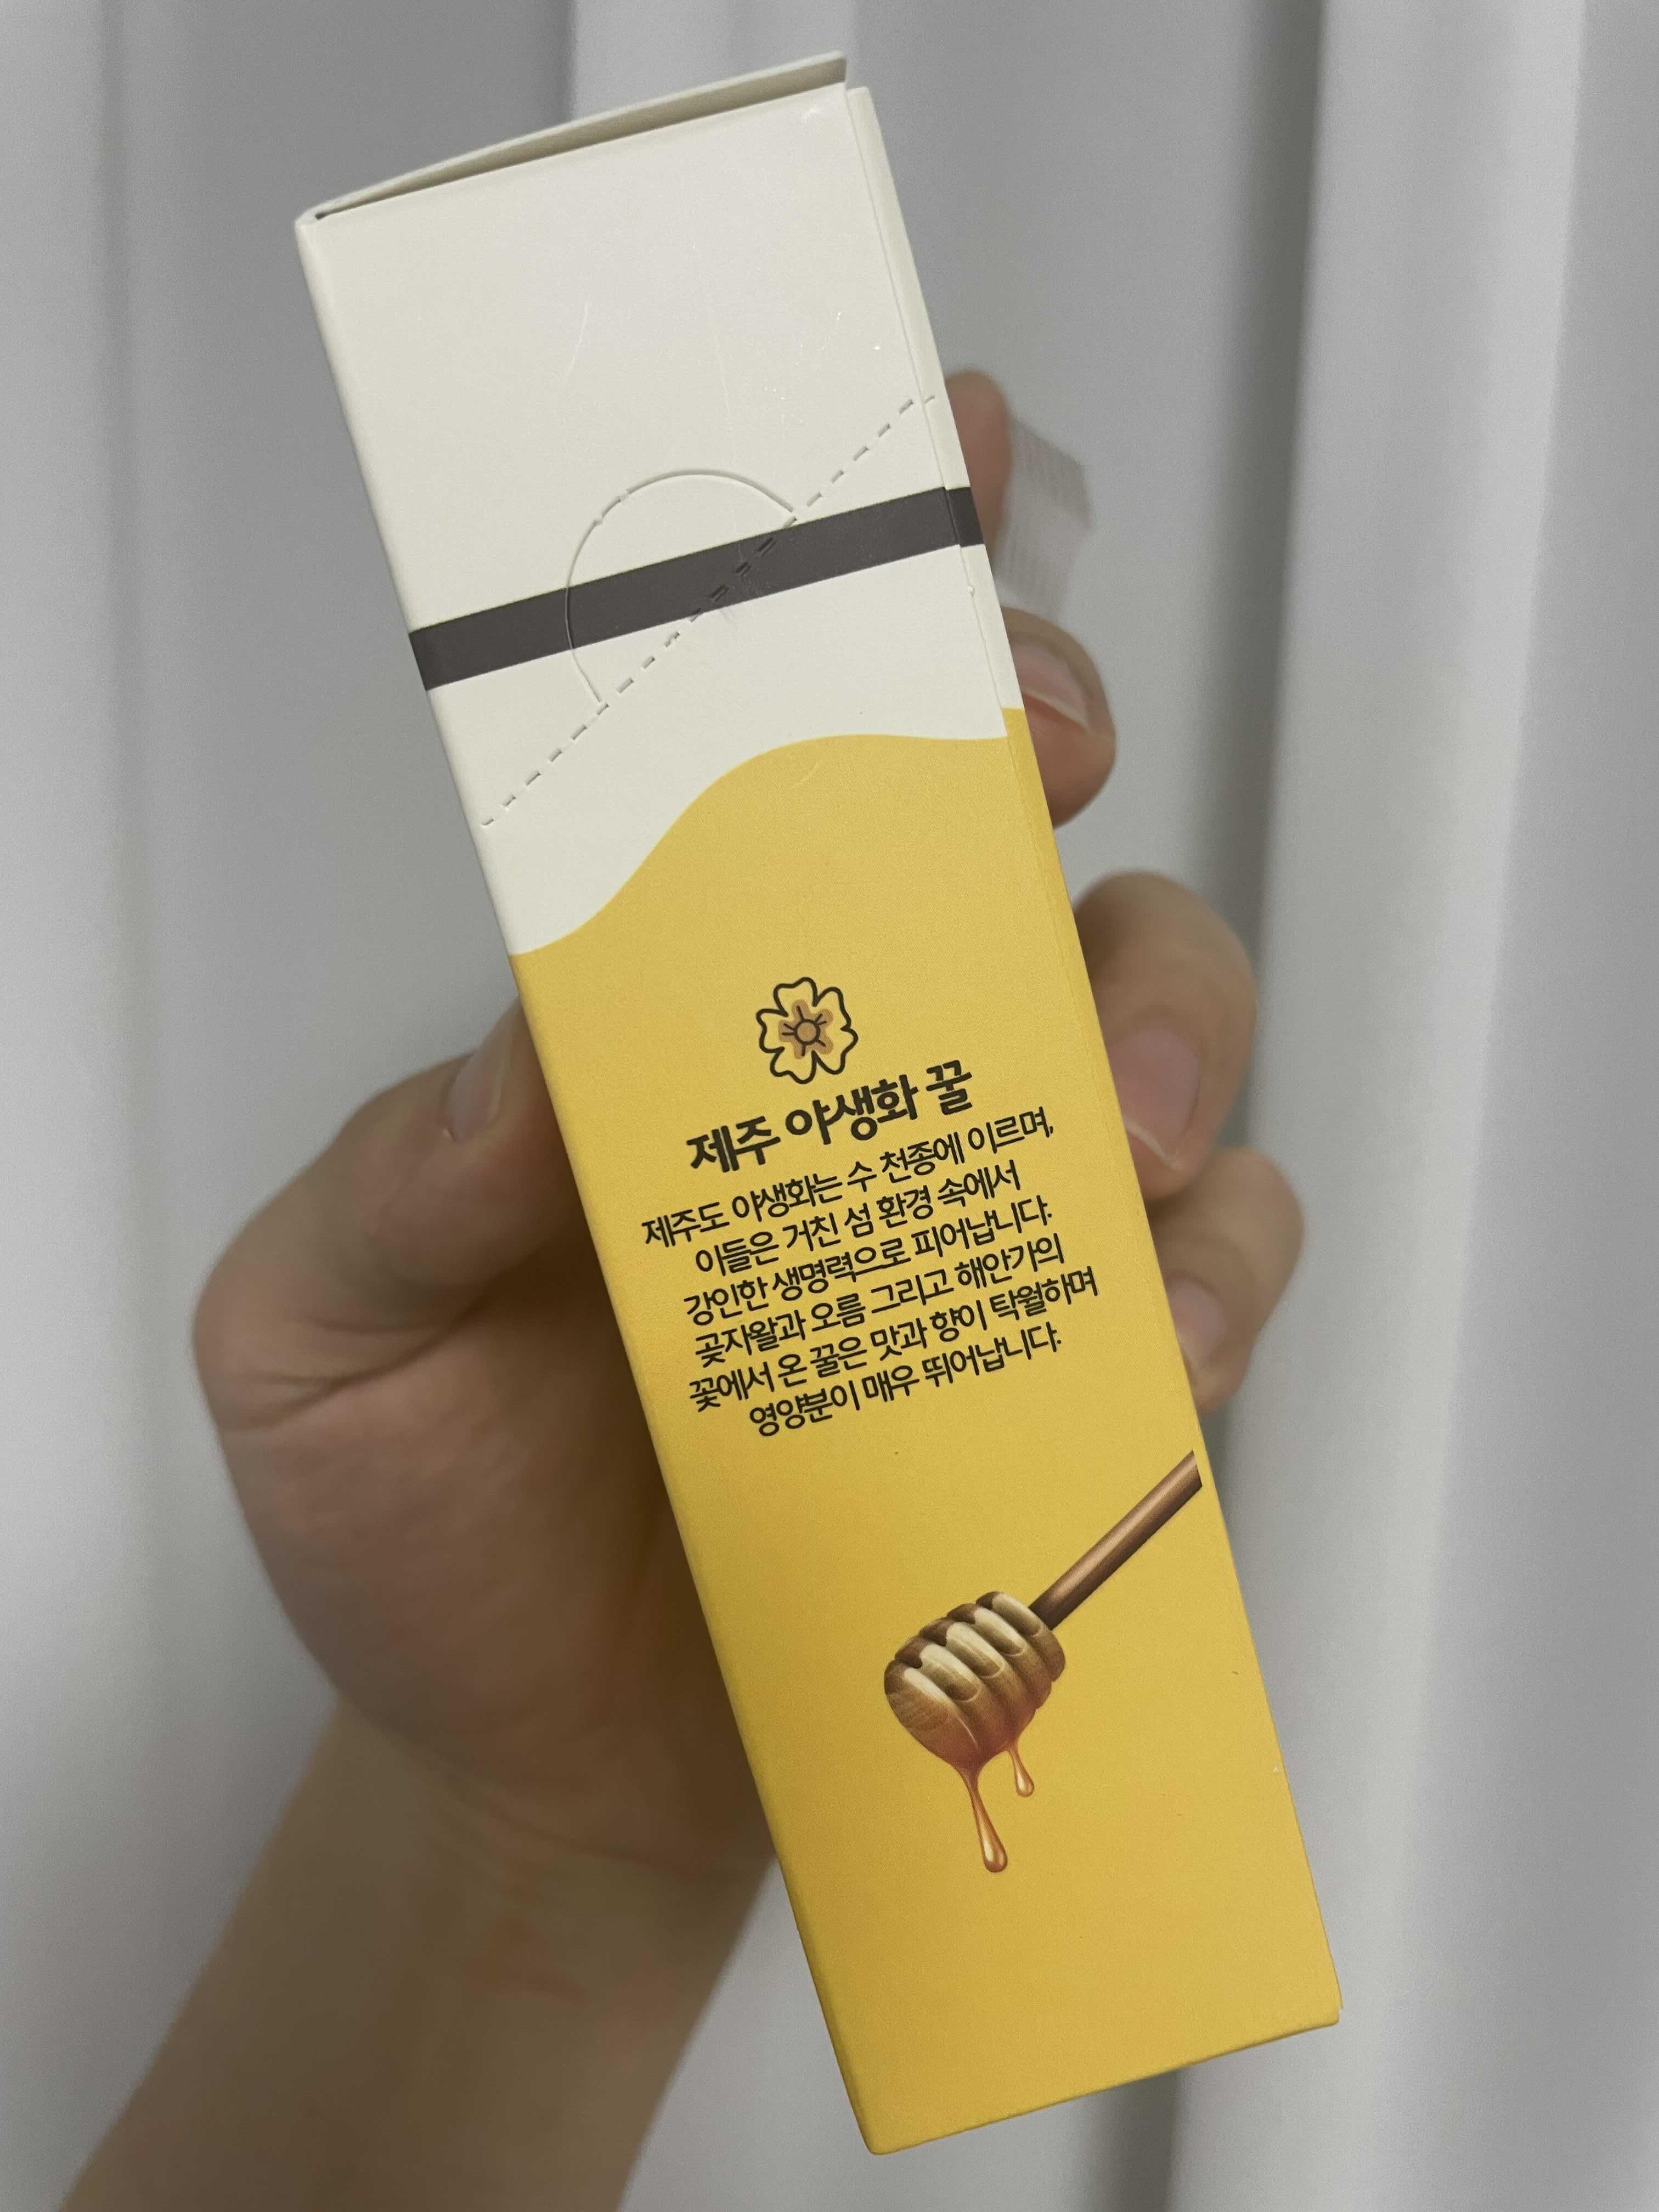 제주 야생화 꿀
제주도 야생화는 수 천종에 이르며,
이들은 거친 섬 환경 속에서
강인한 생명력으로 피어납니다.
곶자왈과 오름 그리고 해안가의
꽃에서 온 꿀은 맛과 향이 탁월하며
영양분이 매우 뛰어납니다.